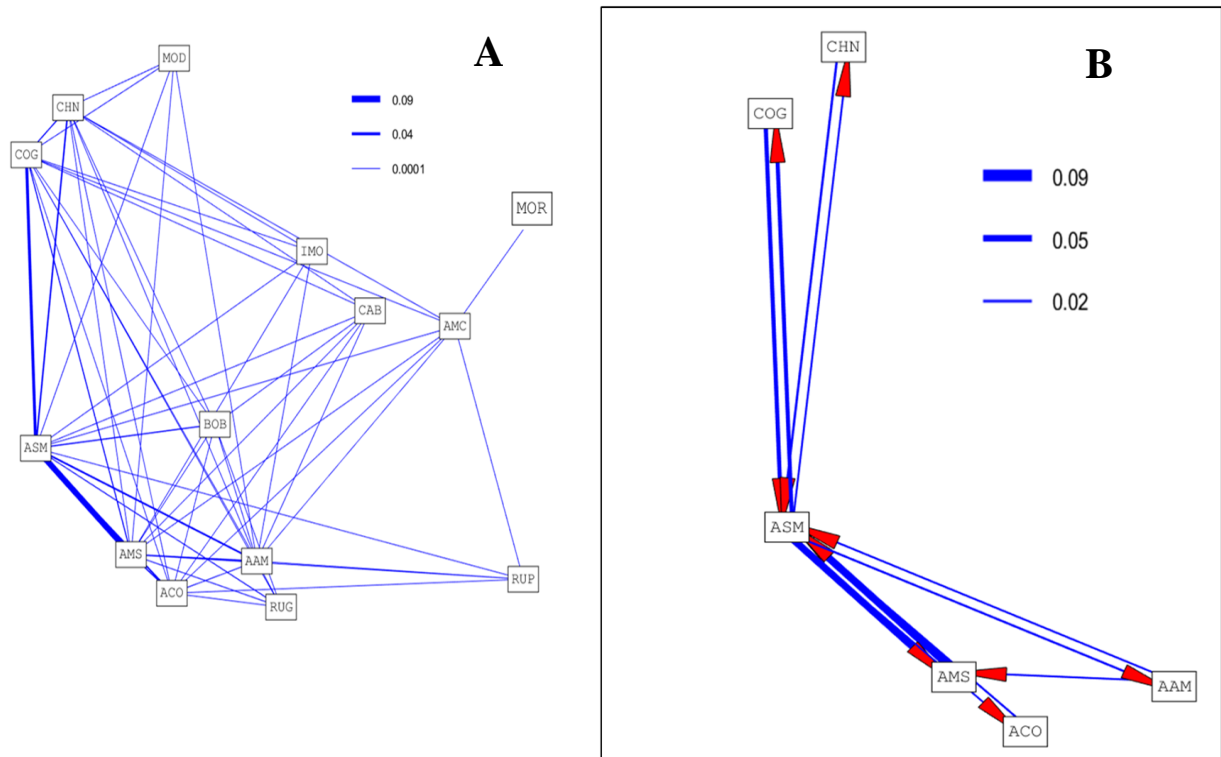 A
MOD
CHN
0.09
0.04
COG
0.0001
MOR
IMO
CAB
AMC
BOB
ASM
AMS
AAM
RUP
ACO
RUG
B
CHN
COG
0.09
0.05
0.02
ASM
AMS
AAM
ACO